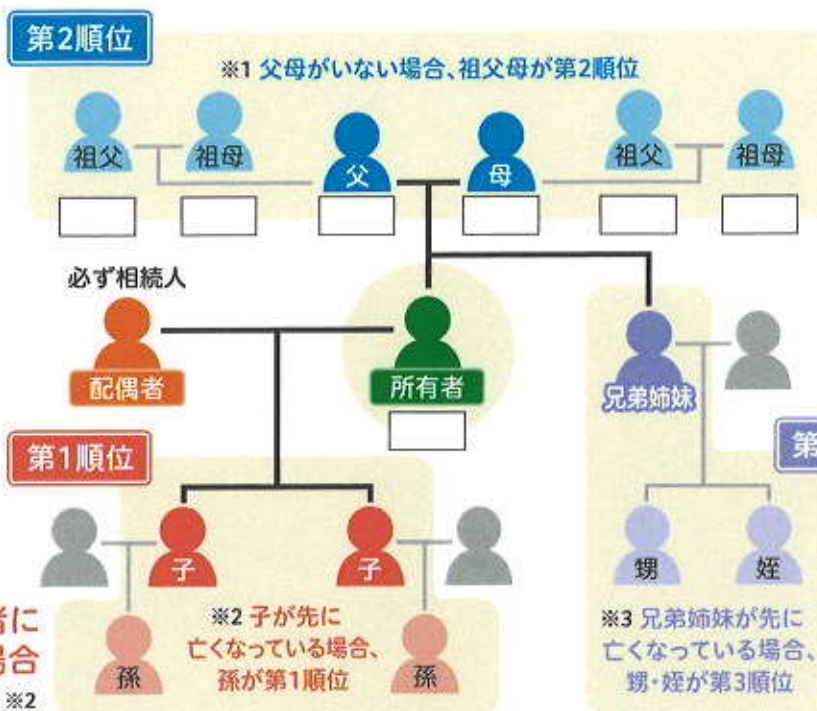 第2順位
※1 父母がいない場合、祖父母が第2順位
祖父
祖母
父
母
祖父
祖母
必ず相続人
配偶者
所有者
兄弟姉妹
第1順位
第
子
子
甥
姪
者に
場合
※2
孫
※2 子が先に
亡くなっている場合、
孫が第1順位
孫
※3 兄弟姉妹が先に
亡くなっている場合、
甥・姪が第3順位